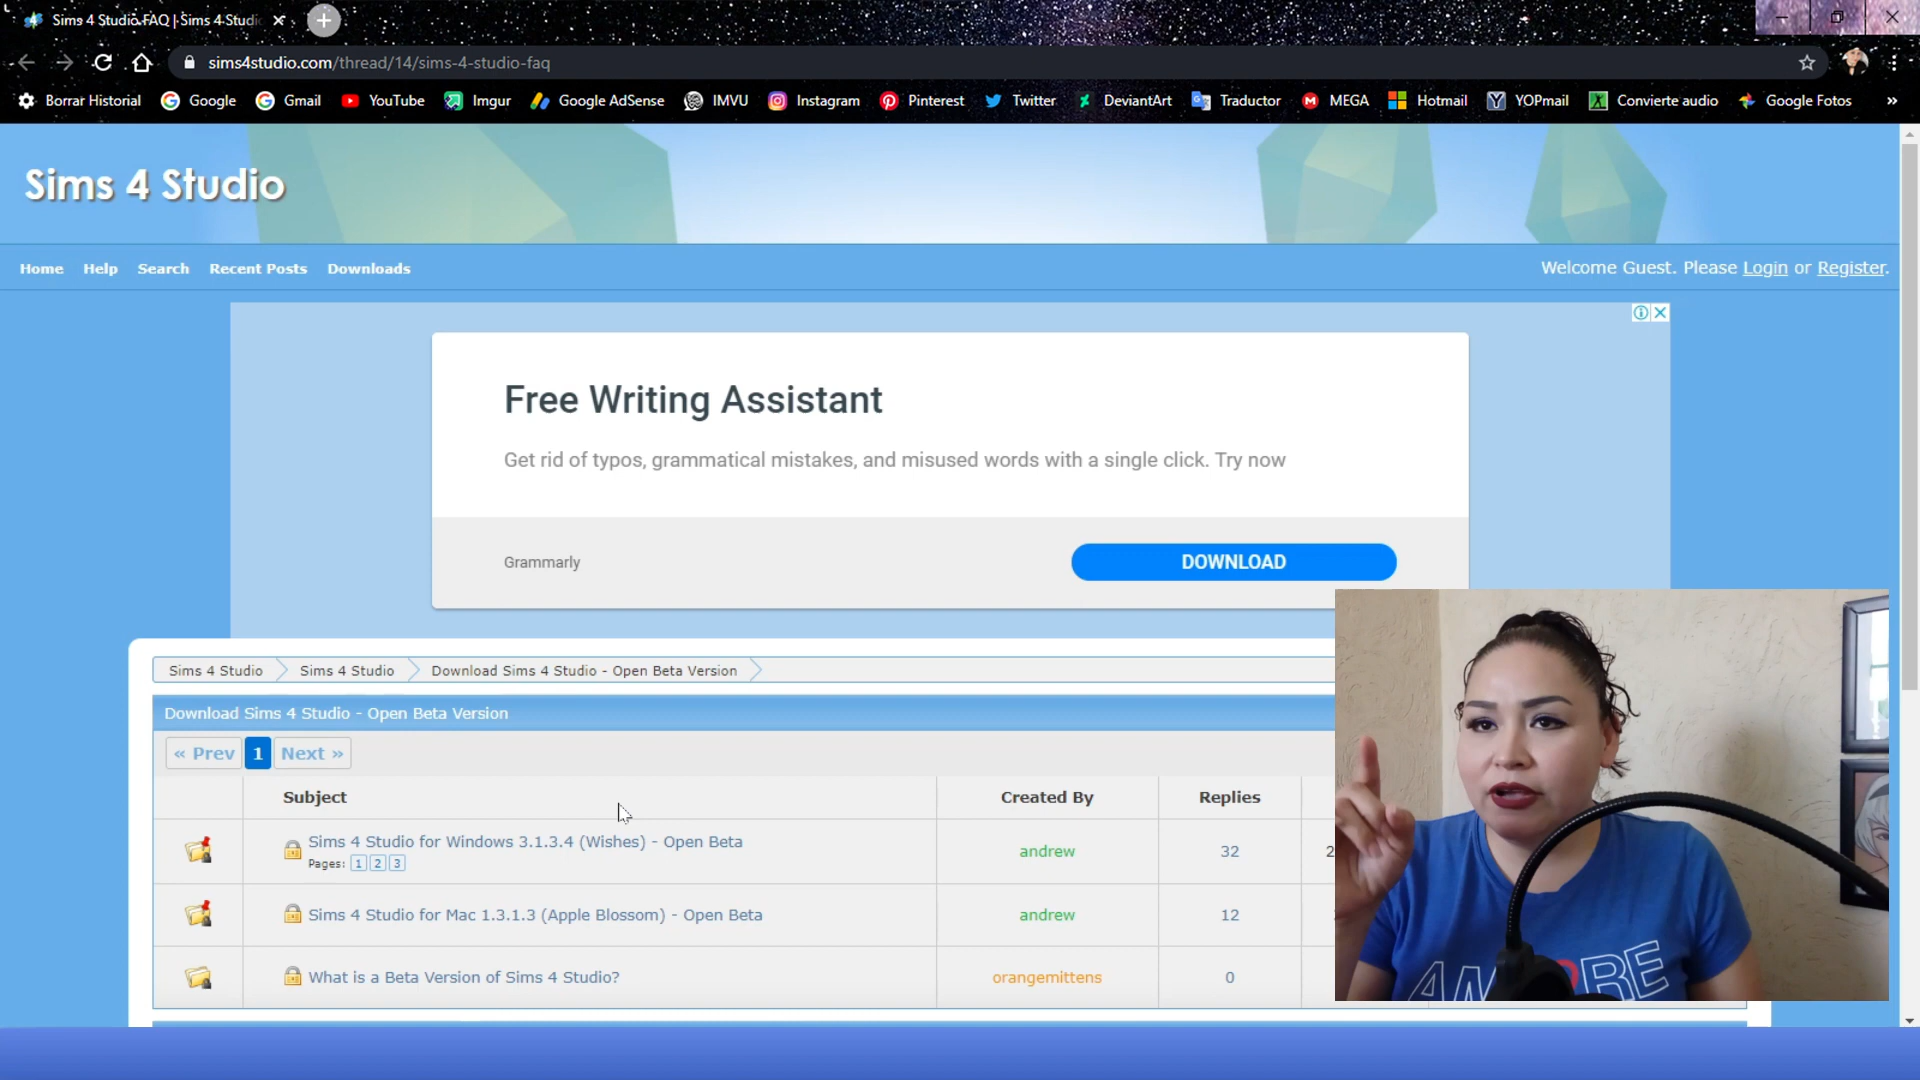 Sims 4 Studio FAQ | Sims 4 Studi
sims4studio.com/thread/14/sims-4-studio-faq
Borrar Historial Google Gmail YouTube Imgur Google AdSense IMVU Instagram Pinterest Twitter DeviantArt Traductor MEGA Hotmail YOPmail Convierte audio Google Fotos »
Sims 4 Studio
Home Help Search Recent Posts Downloads Welcome Guest. Please Login or Register.
Free Writing Assistant
Get rid of typos, grammatical mistakes, and misused words with a single click. Try now
Grammarly DOWNLOAD
Sims 4 Studio Sims 4 Studio Download Sims 4 Studio - Open Beta Version
Download Sims 4 Studio - Open Beta Version
« Prev 1 Next »
Subject Created By Replies
Sims 4 Studio for Windows 3.1.3.4 (Wishes) - Open Beta andrew 32 2
Pages: 1 2 3
Sims 4 Studio for Mac 1.3.1.3 (Apple Blossom) - Open Beta andrew 12
What is a Beta Version of Sims 4 Studio? orangemittens 0